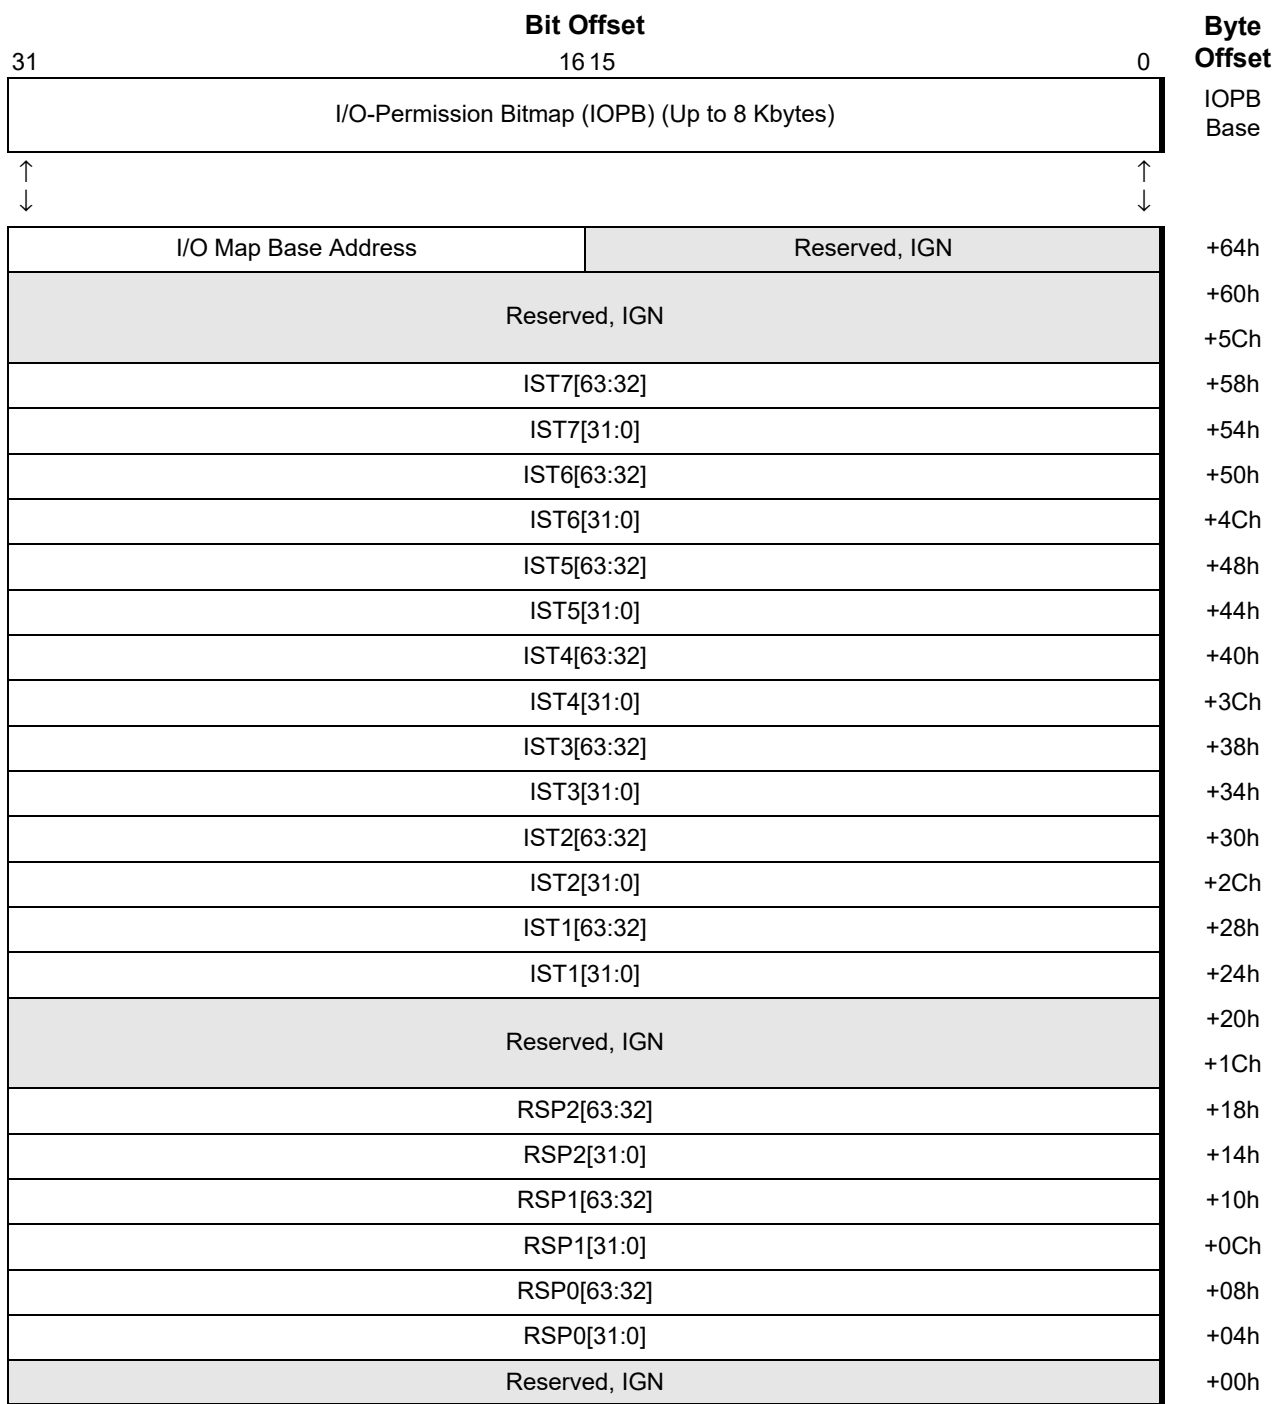 Bit Offset
Byte Offset
31 16 15 0
I/O-Permission Bitmap (IOPB) (Up to 8 Kbytes) IOPB Base
↑ ↑
↓ ↓
I/O Map Base Address Reserved, IGN +64h
+60h
Reserved, IGN
+5Ch
IST7[63:32] +58h
IST7[31:0] +54h
IST6[63:32] +50h
IST6[31:0] +4Ch
IST5[63:32] +48h
IST5[31:0] +44h
IST4[63:32] +40h
IST4[31:0] +3Ch
IST3[63:32] +38h
IST3[31:0] +34h
IST2[63:32] +30h
IST2[31:0] +2Ch
IST1[63:32] +28h
IST1[31:0] +24h
+20h
Reserved, IGN
+1Ch
RSP2[63:32] +18h
RSP2[31:0] +14h
RSP1[63:32] +10h
RSP1[31:0] +0Ch
RSP0[63:32] +08h
RSP0[31:0] +04h
Reserved, IGN +00h